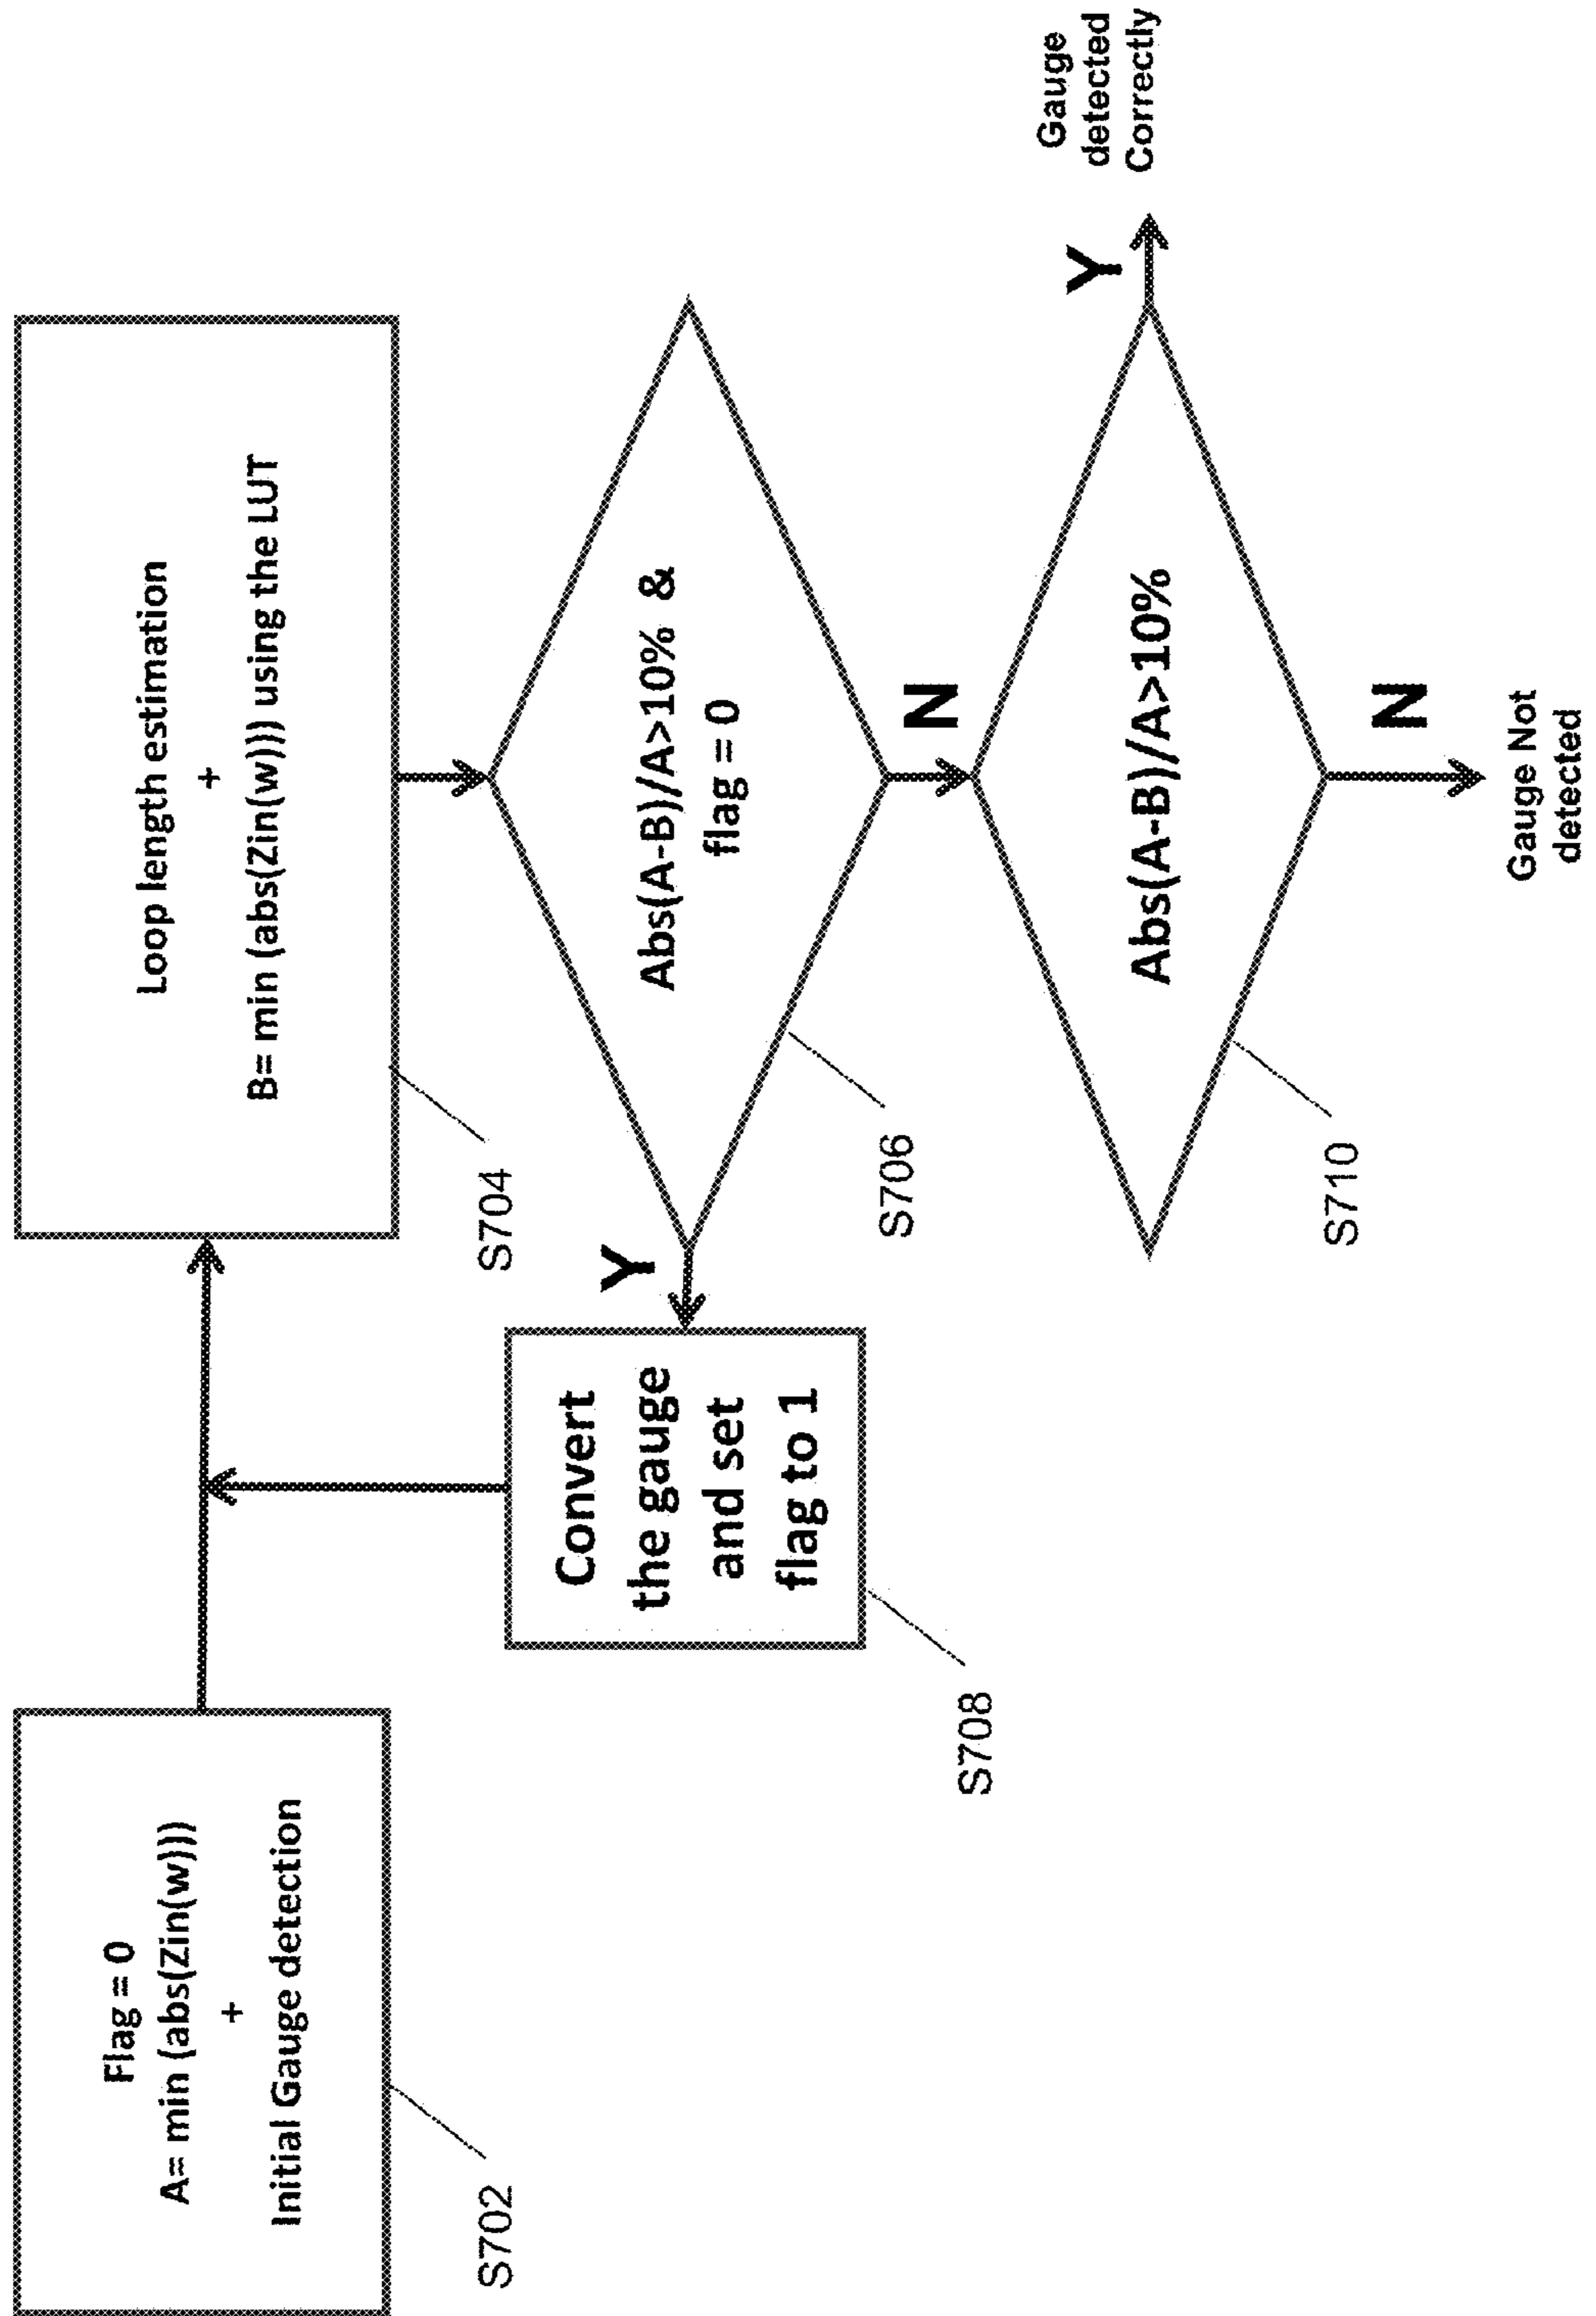 Flag = 0
A= min (abs(Zin(w)))
+
Initial Gauge detection
S702
Loop length estimation
+
B= min (abs(Zin(w))) using the LUT
S704
Abs(A-B)/A>10% &
flag = 0
S706
Y
N
Convert
the gauge
and set
flag to 1
S708
Abs(A-B)/A>10%
S710
Y
Gauge
detected
Correctly
N
Gauge Not
detected